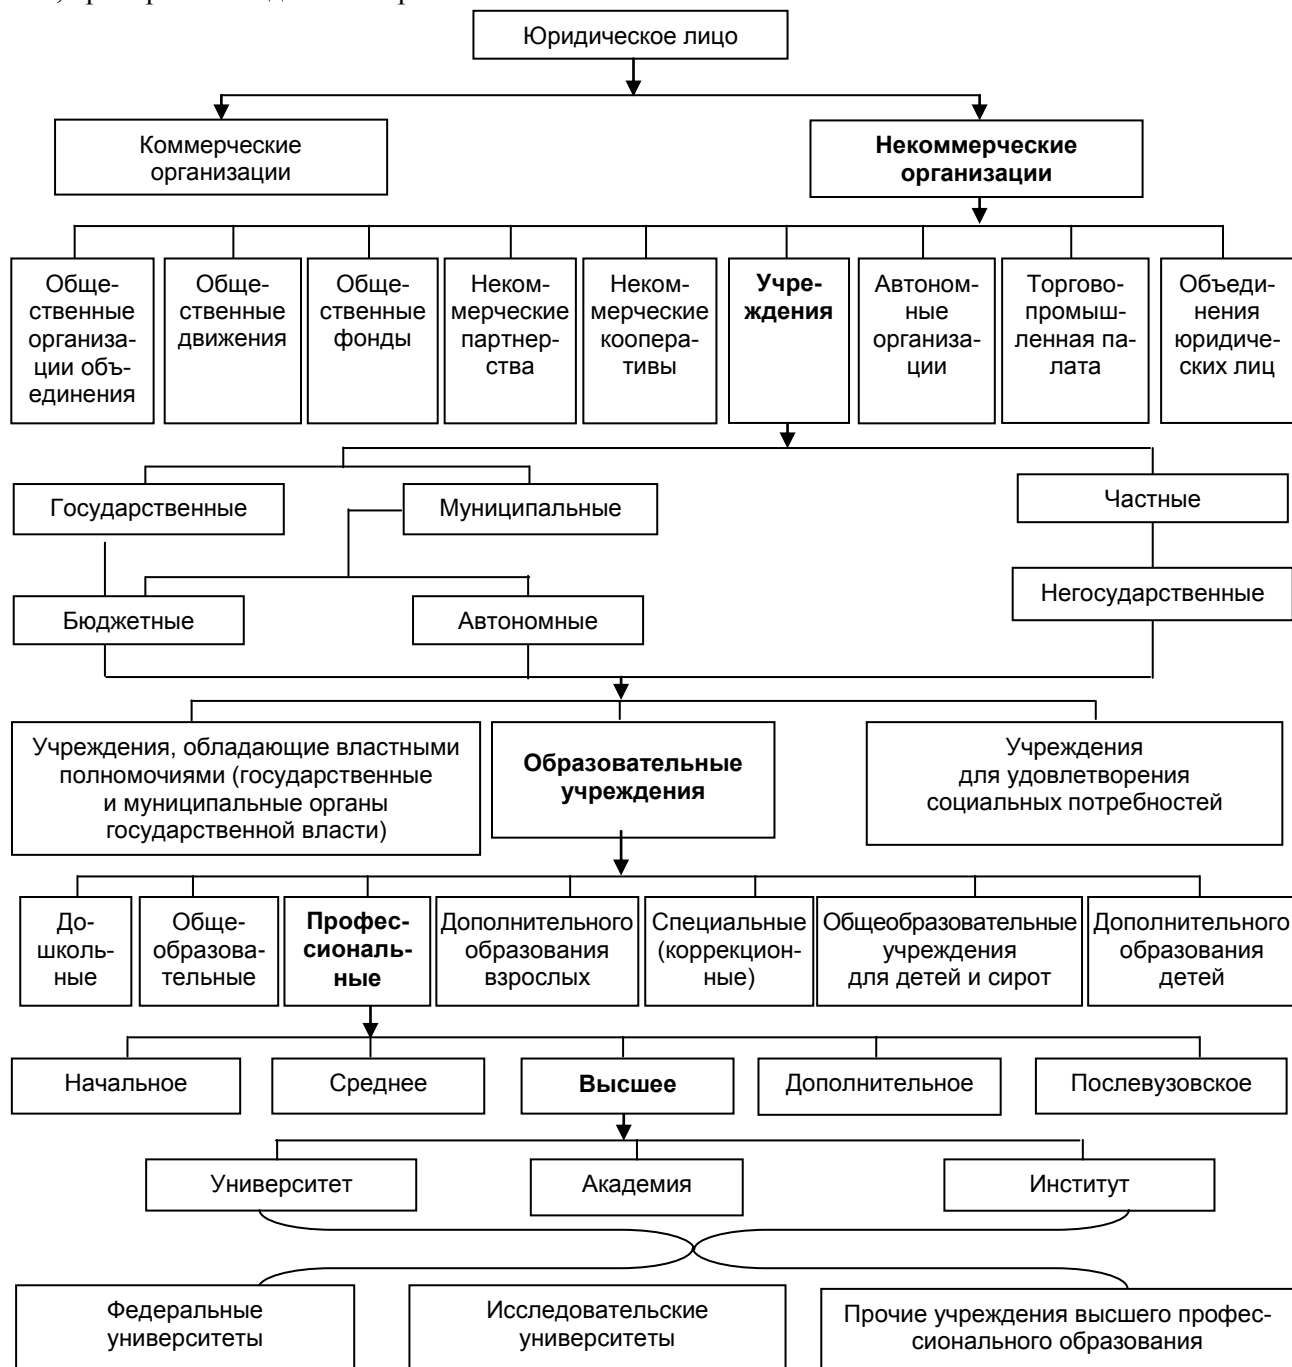 Юридическое лицо
Коммерческие
организации
Некоммерческие
организации
Обще-
ственные
организа-
ции объ-
единения
Обще-
ственные
движения
Обще-
ственные
фонды
Неком-
мерческие
партнер-
ства
Неком-
мерческие
коопера-
тивы
Учре-
ждения
Автоном-
ные
организа-
ции
Торгово-
промыш-
ленная па-
лата
Объеди-
нения
юридиче-
ских лиц
Государственные
Муниципальные
Частные
Бюджетные
Автономные
Негосударственные
Учреждения, обладающие властными
полномочиями (государственные
и муниципальные органы
государственной власти)
Образовательные
учреждения
Учреждения
для удовлетворения
социальных потребностей
До-
школь-
ные
Обще-
образова-
тельные
Профес-
сиональ-
ные
Дополнительного
образования
взрослых
Специальные
(коррекцион-
ные)
Общеобразовательные
учреждения
для детей и сирот
Дополнительного
образования
детей
Начальное
Среднее
Высшее
Дополнительное
Послевузовское
Университет
Академия
Институт
Федеральные
университеты
Исследовательские
университеты
Прочие учреждения высшего профес-
сионального образования